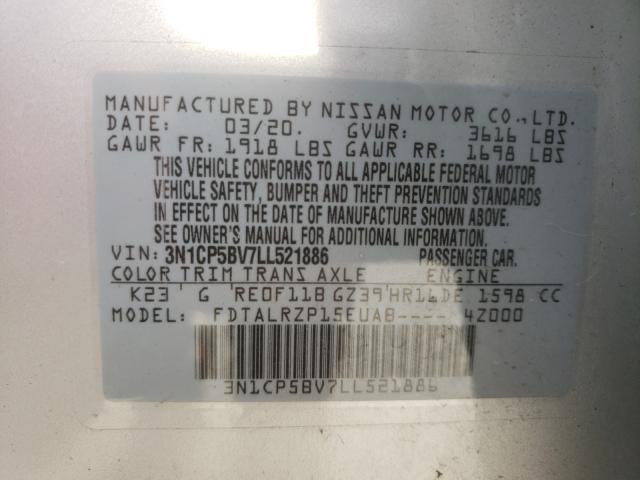 MANUFACTURED BY NISSAN MOTOR CO., LTD.
DATE: 03/20. GVWR: 3616 LBS
GAWR FR: 1918 LBS GAWR RR: 1698 LBS
THIS VEHICLE CONFORMS TO ALL APPLICABLE FEDERAL MOTOR
VEHICLE SAFETY, BUMPER AND THEFT PREVENTION STANDARDS
IN EFFECT ON THE DATE OF MANUFACTURE SHOWN ABOVE.
SEE OWNER'S MANUAL FOR ADDITIONAL INFORMATION.
VIN: 3N1CP5BV7LL521886 PASSENGER CAR.
COLOR TRIM TRANS AXLE ENGINE
K23 ' G 'RE0F11B GZ39'HR16DE 1598 CC
MODEL: FDTALRZP15EUAB---- 4Z000
3N1CP5BV7LL521886